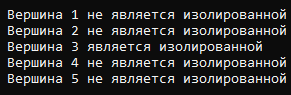 Вершина 1 не является изолированной
Вершина 2 не является изолированной
Вершина 3 является изолированной
Вершина 4 не является изолированной
Вершина 5 не является изолированной